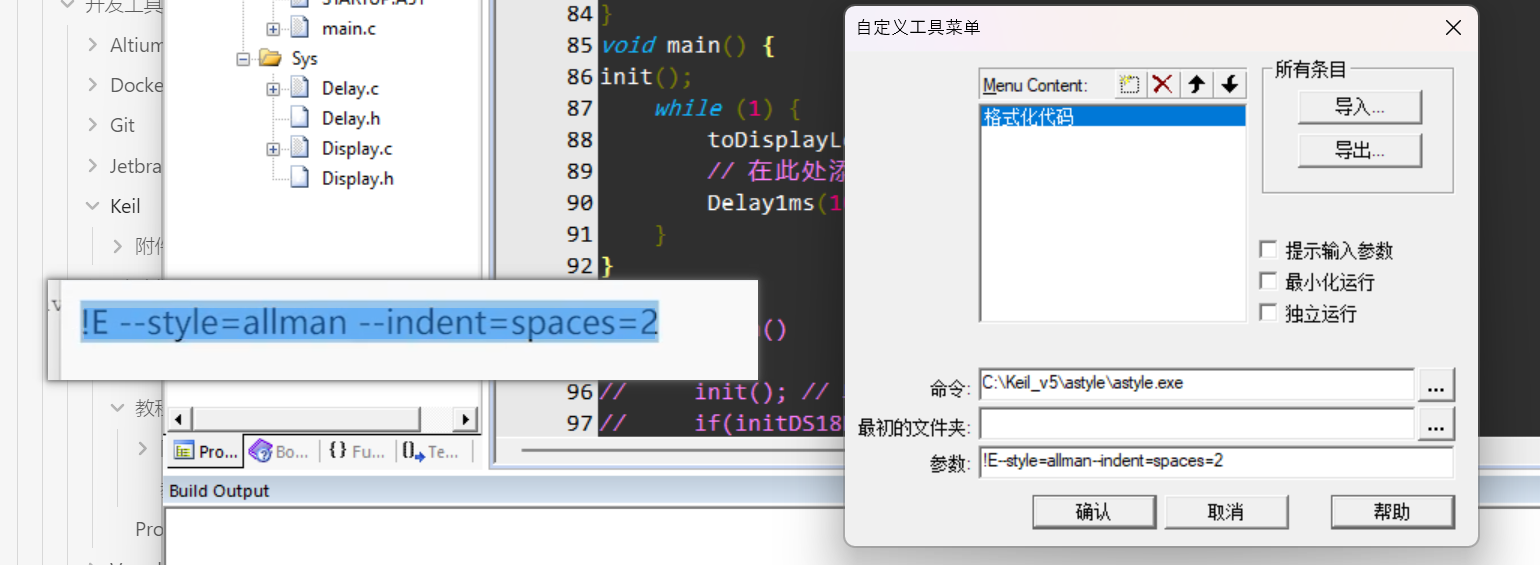 开发工具
STARTUP.A51
main.c
Altium
Sys
Docke
Delay.c
Delay.h
Git
Display.c
Jetbra
Display.h
Keil
附件
84 }
85 void main() {
86 init();
87 while (1) {
88 toDisplayL
89 // 在此处添
90 Delay1ms(1
91 }
92 }
()
96 // init(); //
97 // if(initDS18
!E --style=allman --indent=spaces=2
教程
Pro
Pro...
Bo...
{} Fu...
Te...
Build Output
自定义工具菜单
Menu Content:
格式化代码
所有条目
导入...
导出...
提示输入参数
最小化运行
独立运行
命令: C:\Keil_v5\astyle\astyle.exe
...
最初的文件夹:
...
参数: !E--style=allman--indent=spaces=2
确认
取消
帮助